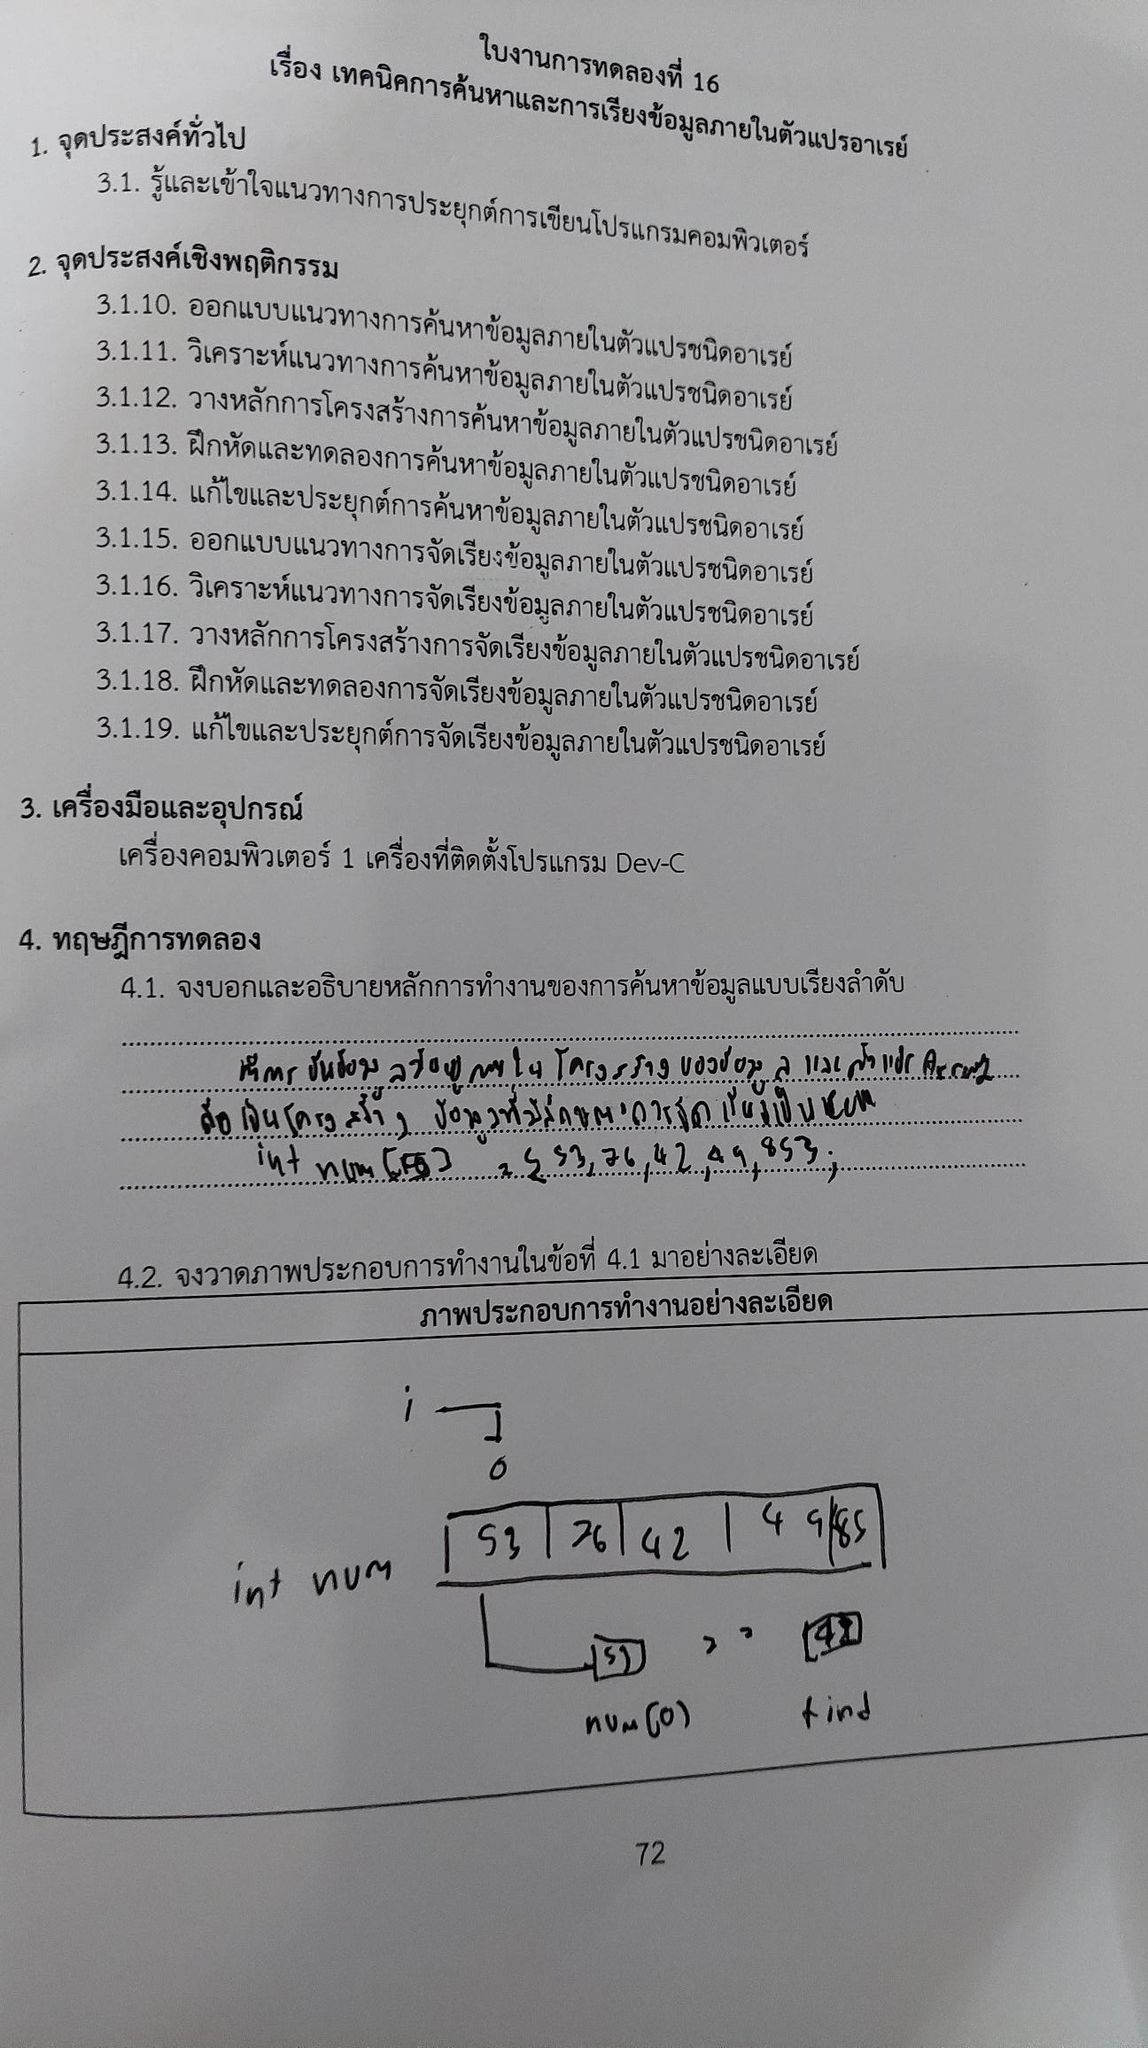 ใบงานการทดลองที่ 16
เรื่อง เทคนิคการค้นหาและการเรียงข้อมูลภายในตัวแปรอาเรย์
1. จุดประสงค์ทั่วไป
3.1. รู้และเข้าใจแนวทางการประยุกต์การเขียนโปรแกรมคอมพิวเตอร์
2. จุดประสงค์เชิงพฤติกรรม
3.1.10. ออกแบบแนวทางการค้นหาข้อมูลภายในตัวแปรชนิดอาเรย์
3.1.11. วิเคราะห์แนวทางการค้นหาข้อมูลภายในตัวแปรชนิดอาเรย์
3.1.12. วางหลักการโครงสร้างการค้นหาข้อมูลภายในตัวแปรชนิดอาเรย์
3.1.13. ฝึกหัดและทดลองการค้นหาข้อมูลภายในตัวแปรชนิดอาเรย์
3.1.14. แก้ไขและประยุกต์การค้นหาข้อมูลภายในตัวแปรชนิดอาเรย์
3.1.15. ออกแบบแนวทางการจัดเรียงข้อมูลภายในตัวแปรชนิดอาเรย์
3.1.16. วิเคราะห์แนวทางการจัดเรียงข้อมูลภายในตัวแปรชนิดอาเรย์
3.1.17. วางหลักการโครงสร้างการจัดเรียงข้อมูลภายในตัวแปรชนิดอาเรย์
3.1.18. ฝึกหัดและทดลองการจัดเรียงข้อมูลภายในตัวแปรชนิดอาเรย์
3.1.19. แก้ไขและประยุกต์การจัดเรียงข้อมูลภายในตัวแปรชนิดอาเรย์
3. เครื่องมือและอุปกรณ์
เครื่องคอมพิวเตอร์ 1 เครื่องที่ติดตั้งโปรแกรม Dev-C
4. ทฤษฎีการทดลอง
4.1. จงบอกและอธิบายหลักการทำงานของการค้นหาข้อมูลแบบเรียงลำดับ
ภายใน โครงสร้าง ของข้อมูล และตัวแปร Array
คือ เป็นโครงสร้าง ข้อมูลที่มีลักษณะการจัดเรียงเป็น
int num = { 53, 76, 42, 49, 85
4.2. จงวาดภาพประกอบการทำงานในข้อที่ 4.1 มาอย่างละเอียด
ภาพประกอบการทำงานอย่างละเอียด
i
0
int num 53 76 42 49 85
53 = =
num(0) find
72